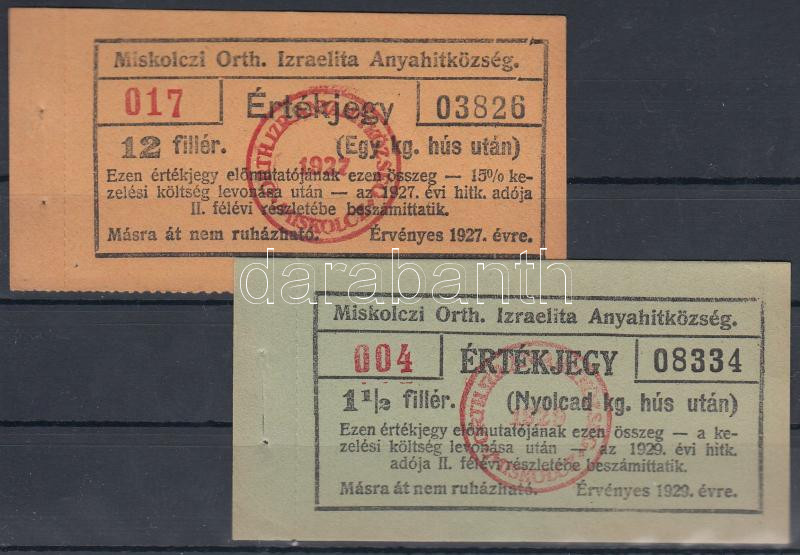 Miskolczi Orth. Izraelita Anyahitközség.
017 Értékjegy 03826
12 fillér. (Egy kg. hús után)
Ezen értékjegy előmutatójának ezen összeg — 15% ke-
zelési költség levonása után — az 1927. évi hitk. adója
II. félévi részletébe beszámittatik.
Másra át nem ruházható. Érvényes 1927. évre.
1927
MISKOLCZ
darabanth
Miskolczi Orth. Izraelita Anyahitközség.
004 ÉRTÉKJEGY 08334
1 1/2 fillér. (Nyolcad kg. hús után)
Ezen értékjegy előmutatójának ezen összeg — a ke-
zelési költség levonása után — az 1929. évi hitk.
adója II. félévi részletébe beszámittatik.
Másra át nem ruházható. Érvényes 1929. évre.